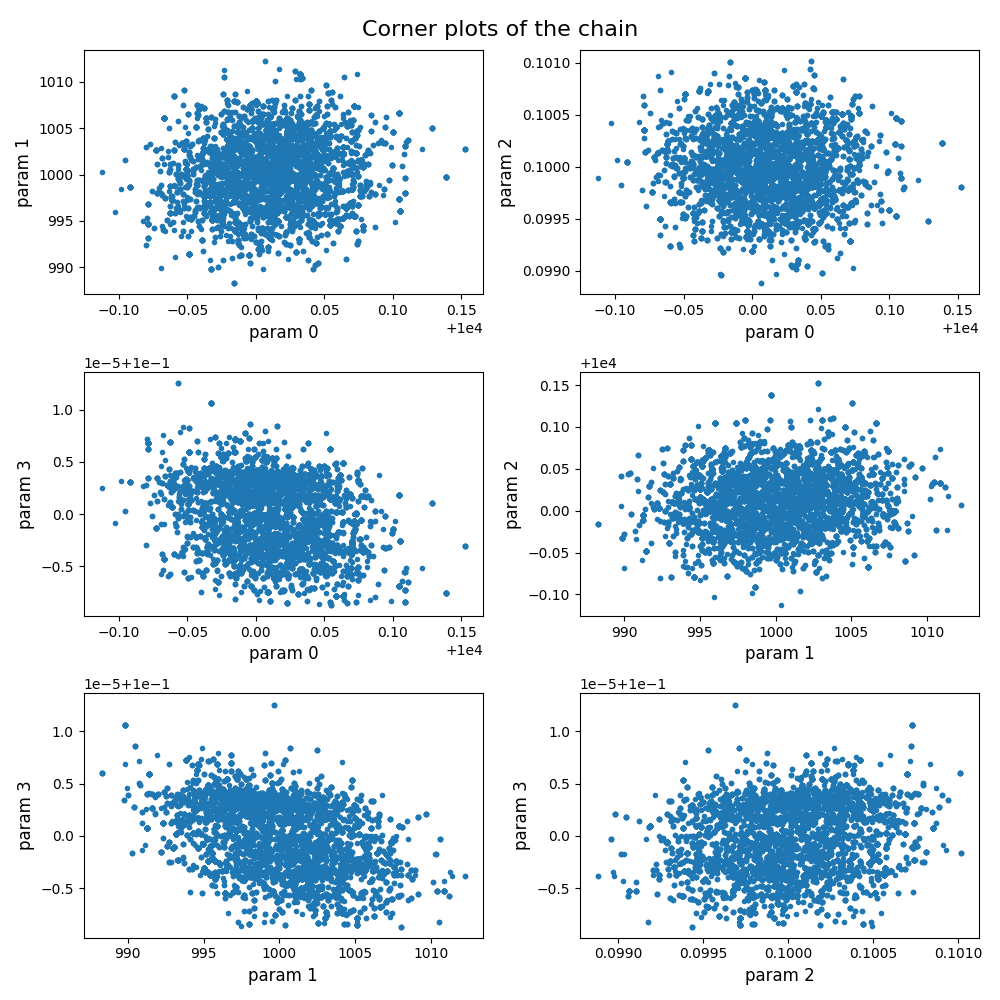 Corner plots of the chain
1010
1005
1000
995
990
param 1
−0.10 −0.05 0.00 0.05 0.10 0.15
+1e4
param 0
0.1010
0.1005
0.1000
0.0995
0.0990
param 2
−0.10 −0.05 0.00 0.05 0.10 0.15
+1e4
param 0
1e−5+1e−1
1.0
0.5
0.0
−0.5
param 3
−0.10 −0.05 0.00 0.05 0.10 0.15
+1e4
param 0
+1e4
0.15
0.10
0.05
0.00
−0.05
−0.10
param 2
990 995 1000 1005 1010
param 1
1e−5+1e−1
1.0
0.5
0.0
−0.5
param 3
990 995 1000 1005 1010
param 1
1e−5+1e−1
1.0
0.5
0.0
−0.5
param 3
0.0990 0.0995 0.1000 0.1005 0.1010
param 2